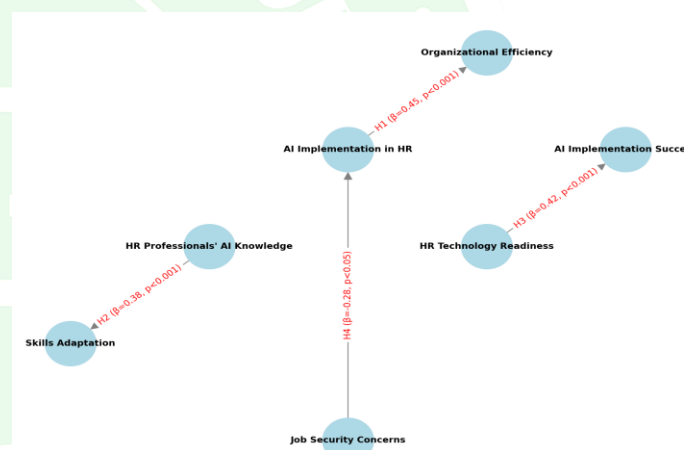 Organizational Efficiency
H1 (β=0.45, p<0.001)
AI Implementation in HR
AI Implementation Succe
H3 (β=0.42, p<0.001)
HR Professionals' AI Knowledge
HR Technology Readiness
H2 (β=0.38, p<0.001)
H4 (β=-0.28, p<0.05)
Skills Adaptation
Job Security Concerns